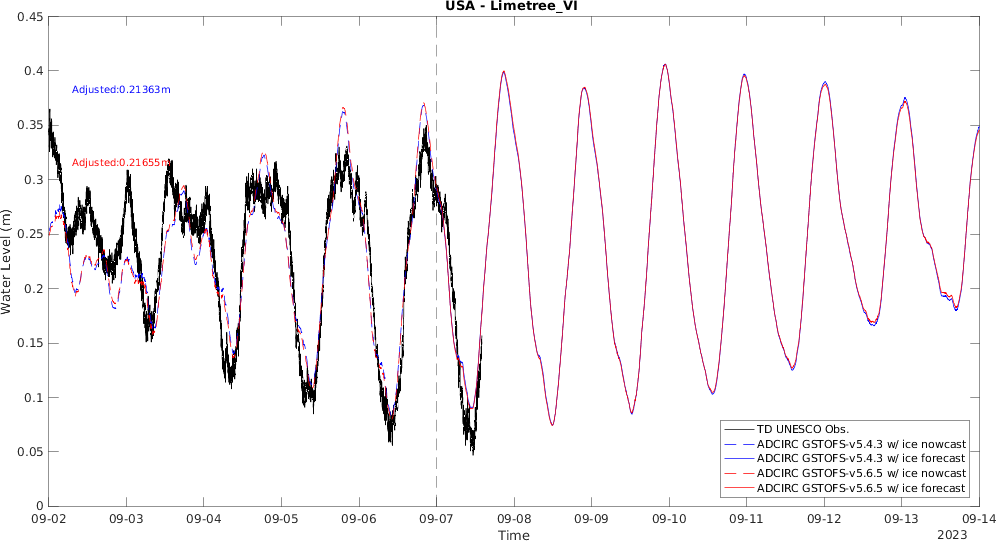 USA - Limetree_VI
0.45
0.4
0.35
0.3
0.25
0.2
0.15
0.1
0.05
0
Water Level (m)
Adjusted:0.21363m
Adjusted:0.21655m
TD UNESCO Obs.
ADCIRC GSTOFS-v5.4.3 w/ ice nowcast
ADCIRC GSTOFS-v5.4.3 w/ ice forecast
ADCIRC GSTOFS-v5.6.5 w/ ice nowcast
ADCIRC GSTOFS-v5.6.5 w/ ice forecast
09-02 09-03 09-04 09-05 09-06 09-07 09-08 09-09 09-10 09-11 09-12 09-13 09-14
Time
2023